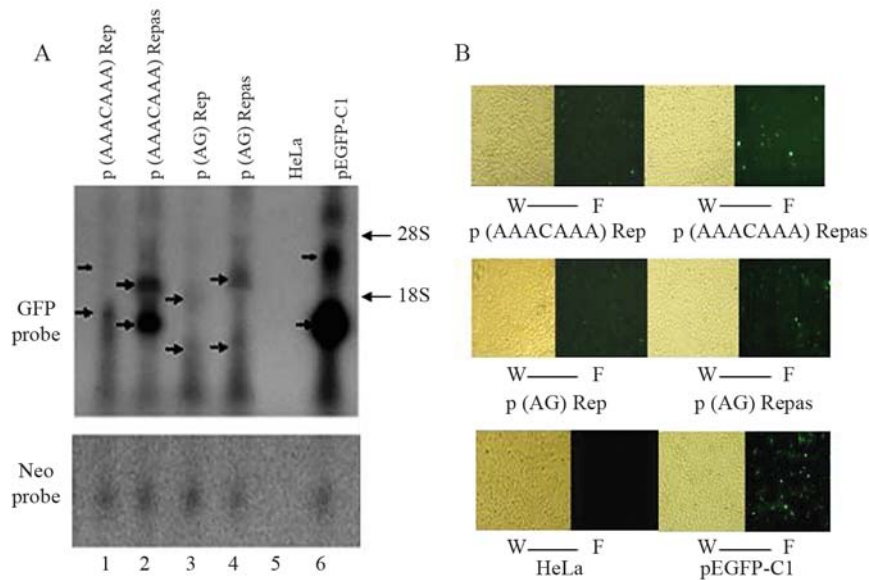 A
p (AAACAAA) Rep
p (AAACAAA) Repas
p (AG) Rep
p (AG) Repas
HeLa
pEGFP-C1
28S
18S
GFP
probe
Neo
probe
1 2 3 4 5 6
B
W F W F
p (AAACAAA) Rep p (AAACAAA) Repas
W F W F
p (AG) Rep p (AG) Repas
W F W F
HeLa pEGFP-C1